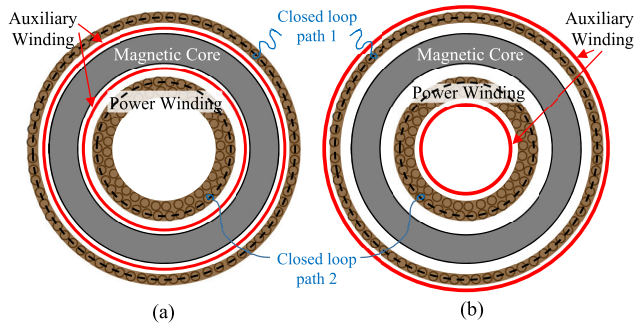 Auxiliary
Winding
Closed loop
path 1
Auxiliary
Winding
Magnetic Core
Magnetic Core
Power Winding
Power Winding
Closed loop
path 2
(a)
(b)